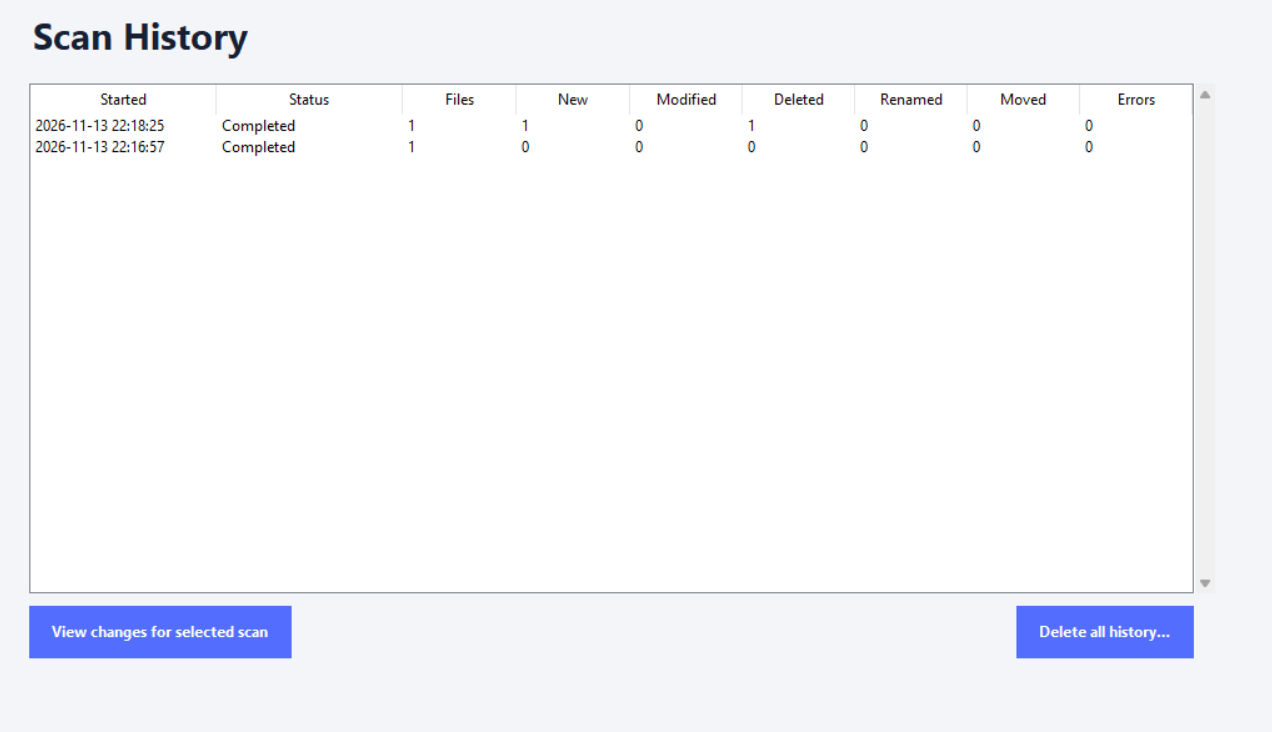 Scan History
Started Status Files New Modified Deleted Renamed Moved Errors
2026-11-13 22:18:25 Completed 1 1 0 1 0 0 0
2026-11-13 22:16:57 Completed 1 0 0 0 0 0 0
View changes for selected scan Delete all history...